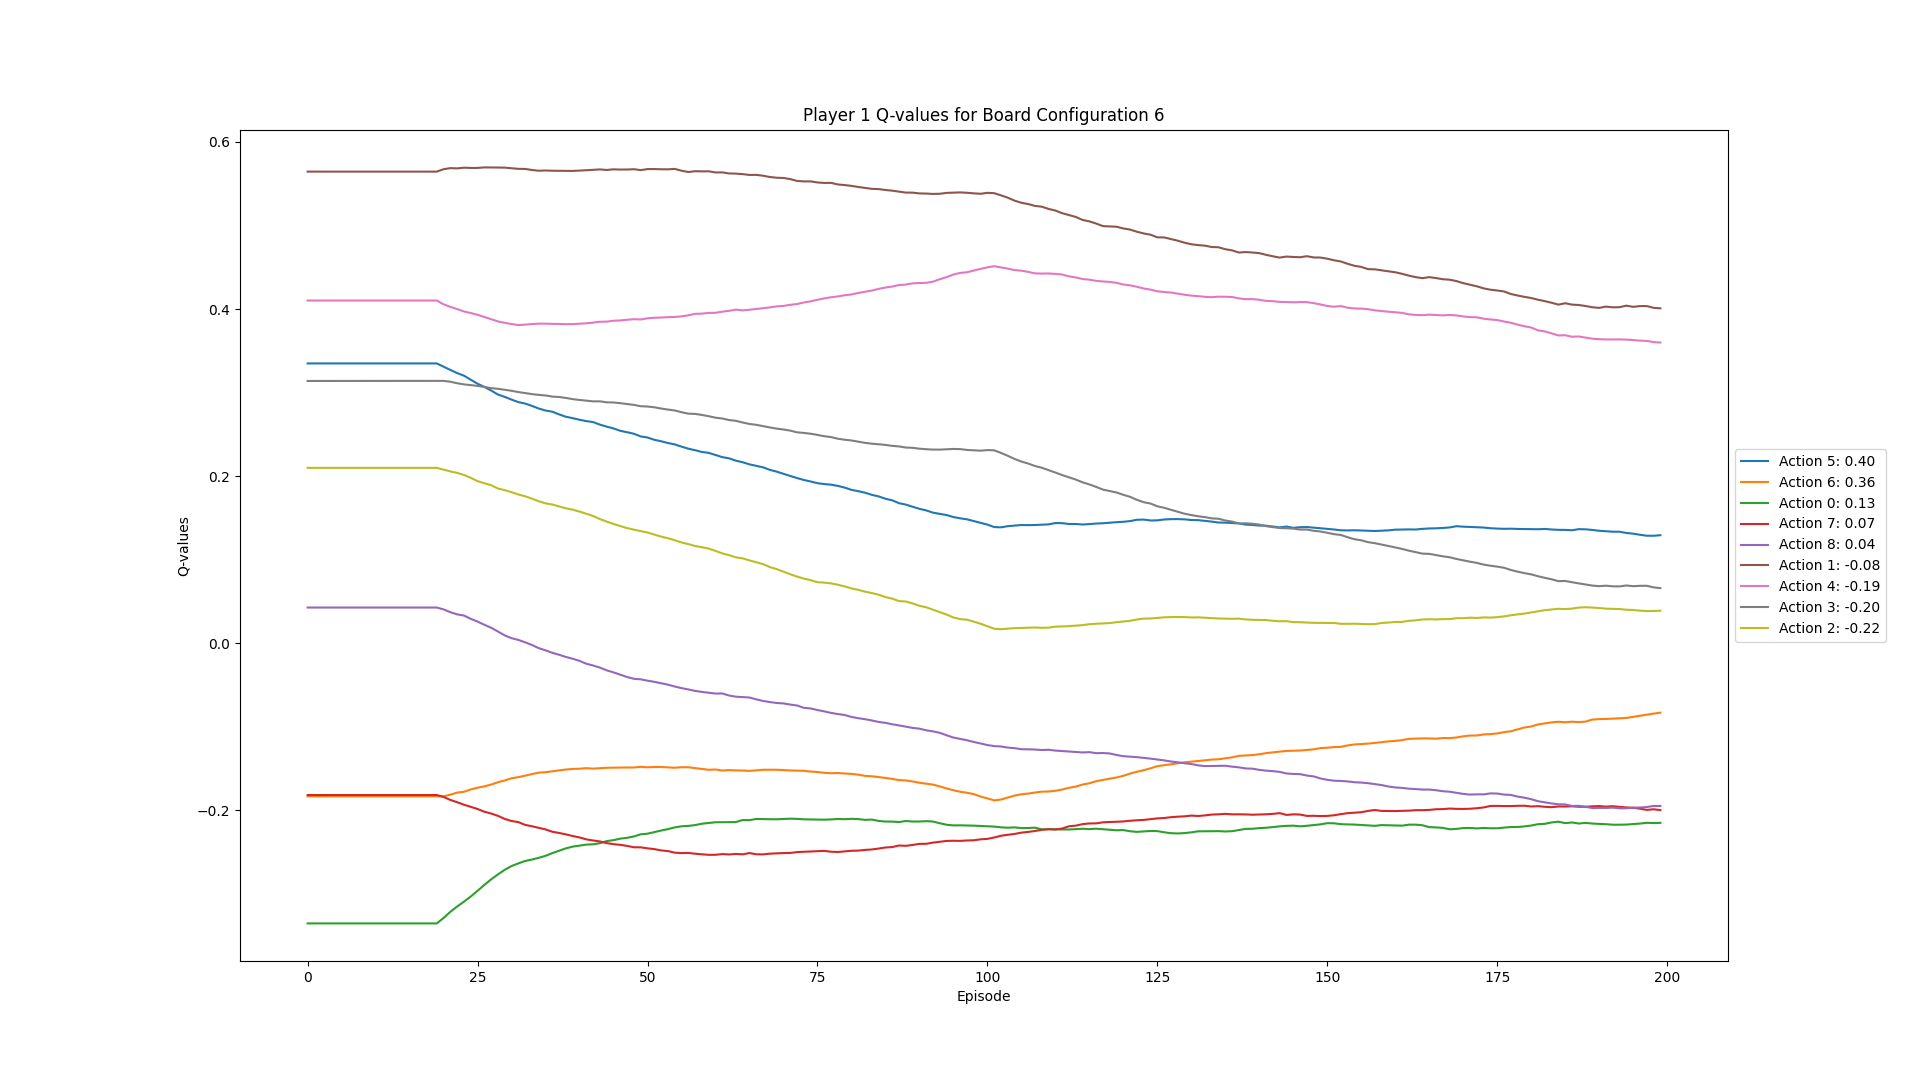 Player 1 Q-values for Board Configuration 6
0.6
0.4
0.2
0.0
−0.2
Q-values
0 25 50 75 100 125 150 175 200
Episode
Action 5: 0.40
Action 6: 0.36
Action 0: 0.13
Action 7: 0.07
Action 8: 0.04
Action 1: -0.08
Action 4: -0.19
Action 3: -0.20
Action 2: -0.22